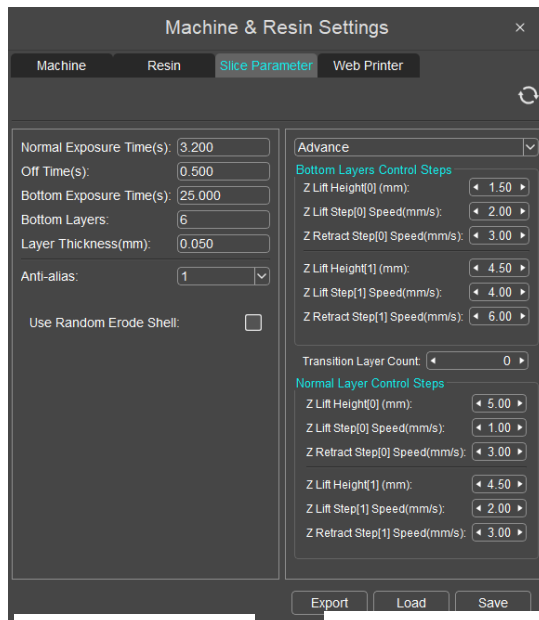 Machine & Resin Settings ×
Machine Resin Slice Parameter Web Printer
Normal Exposure Time(s): 3.200
Off Time(s): 0.500
Bottom Exposure Time(s): 25.000
Bottom Layers: 6
Layer Thickness(mm): 0.050
Anti-alias: 1
Use Random Erode Shell:
Advance
Bottom Layers Control Steps
Z Lift Height[0] (mm): 1.50
Z Lift Step[0] Speed(mm/s): 2.00
Z Retract Step[0] Speed(mm/s): 3.00
Z Lift Height[1] (mm): 4.50
Z Lift Step[1] Speed(mm/s): 4.00
Z Retract Step[1] Speed(mm/s): 6.00
Transition Layer Count: 0
Normal Layer Control Steps
Z Lift Height[0] (mm): 5.00
Z Lift Step[0] Speed(mm/s): 1.00
Z Retract Step[0] Speed(mm/s): 3.00
Z Lift Height[1] (mm): 4.50
Z Lift Step[1] Speed(mm/s): 2.00
Z Retract Step[1] Speed(mm/s): 3.00
Export Load Save